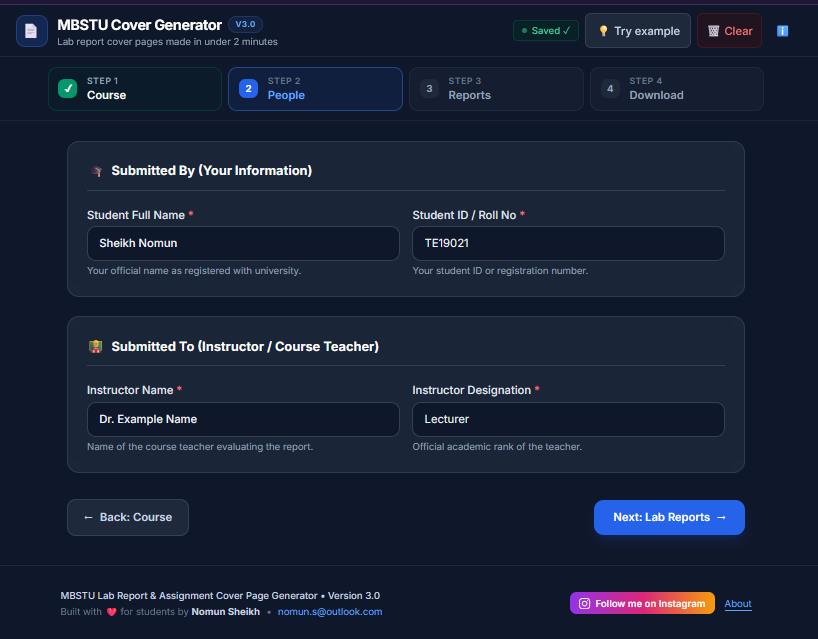 MBSTU Cover Generator V3.0
Lab report cover pages made in under 2 minutes
Saved ✓
Try example
Clear
✓ STEP 1
Course
2 STEP 2
People
3 STEP 3
Reports
4 STEP 4
Download
Submitted By (Your Information)
Student Full Name *
Student ID / Roll No *
Sheikh Nomun
TE19021
Your official name as registered with university.
Your student ID or registration number.
Submitted To (Instructor / Course Teacher)
Instructor Name *
Instructor Designation *
Dr. Example Name
Lecturer
Name of the course teacher evaluating the report.
Official academic rank of the teacher.
← Back: Course
Next: Lab Reports →
MBSTU Lab Report & Assignment Cover Page Generator • Version 3.0
Built with ❤ for students by Nomun Sheikh • nomun.s@outlook.com
Follow me on Instagram
About